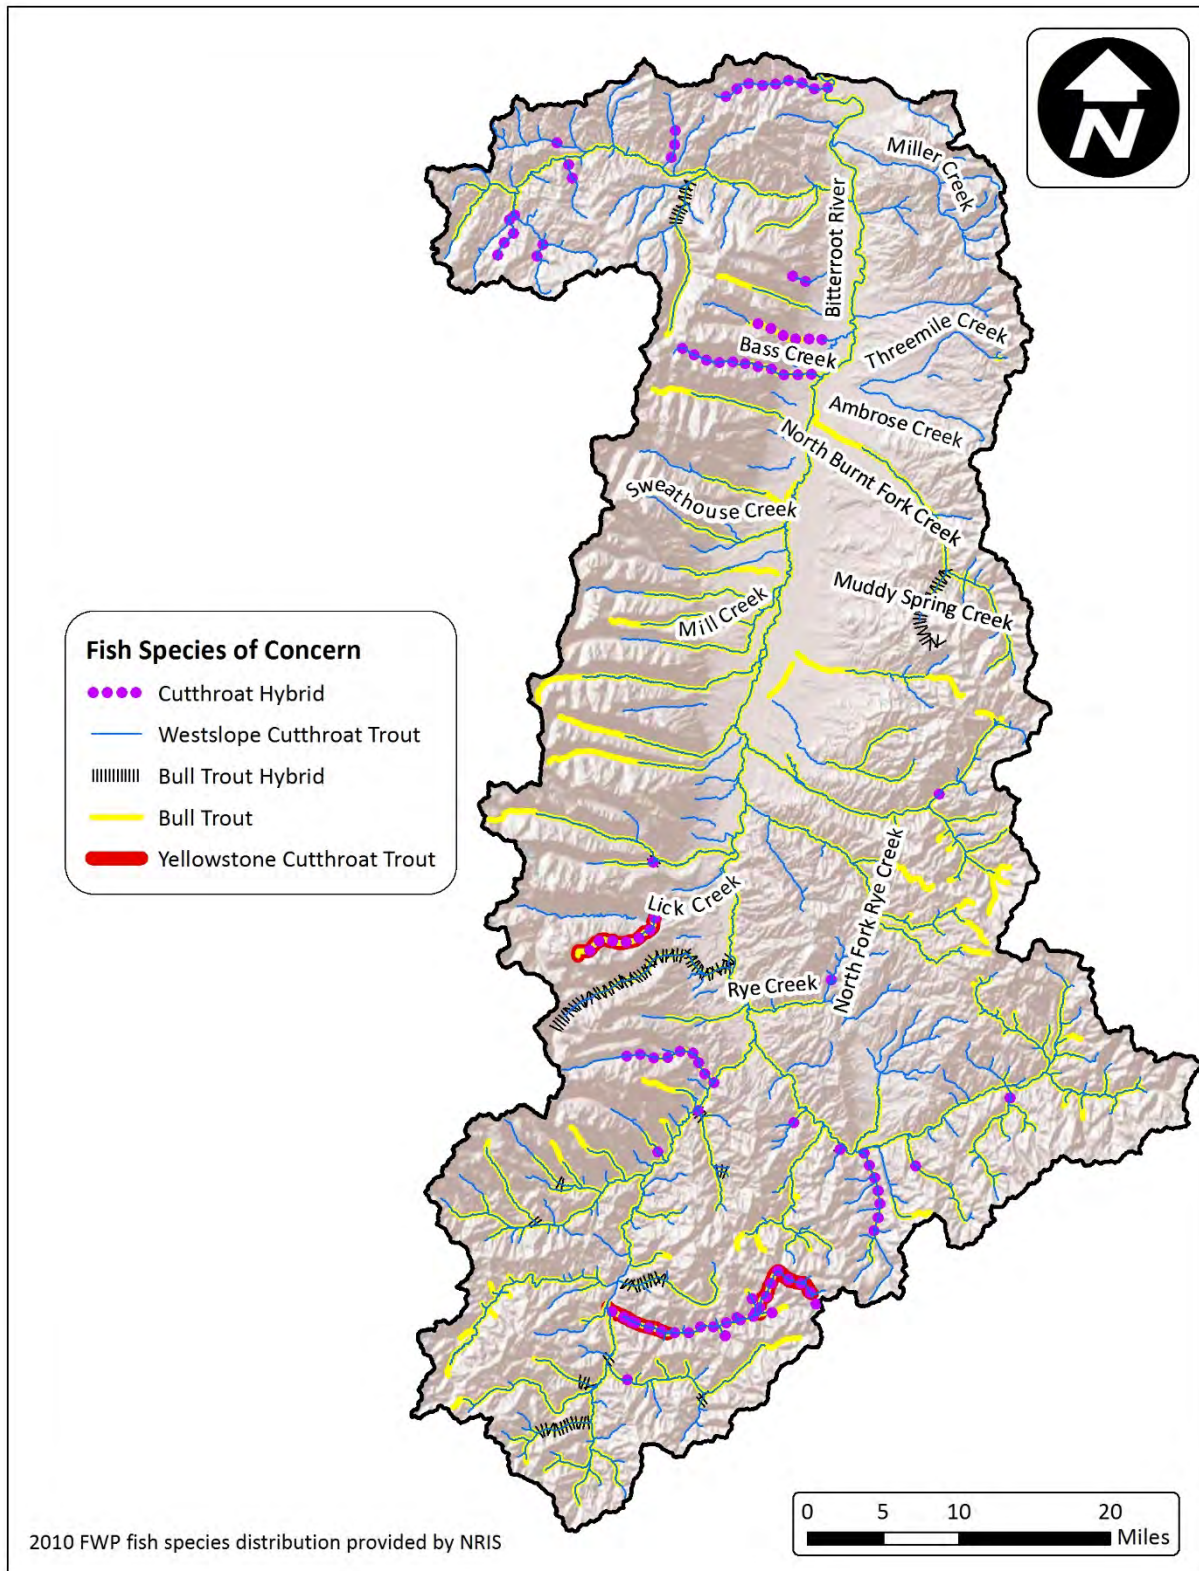 N
Miller Creek
Bitterroot River
Threemile Creek
Bass Creek
Ambrose Creek
North Burnt Fork Creek
Sweathouse Creek
Muddy Spring Creek
Mill Creek
Fish Species of Concern
Cutthroat Hybrid
Westslope Cutthroat Trout
Bull Trout Hybrid
Bull Trout
Yellowstone Cutthroat Trout
North Fork Rye Creek
Lick Creek
Rye Creek
0 5 10 20
Miles
2010 FWP fish species distribution provided by NRIS